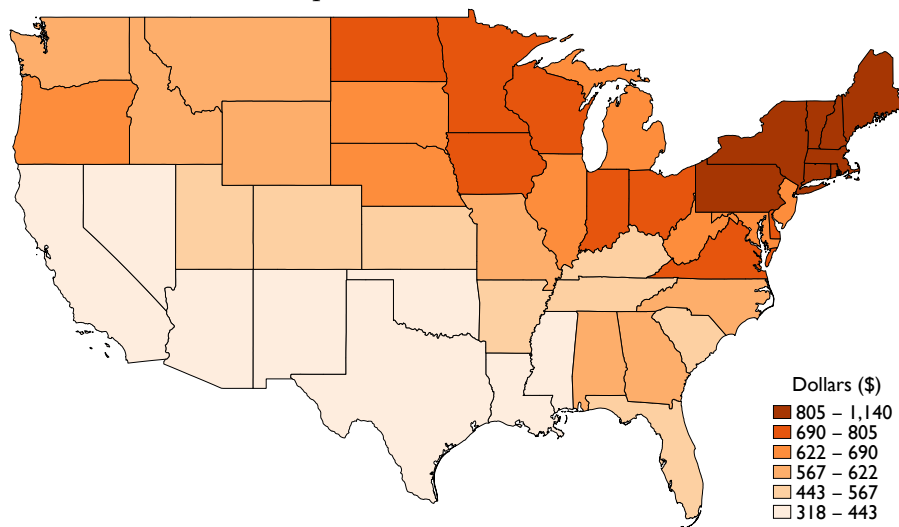 Dollars ($)
805 – 1,140
690 – 805
622 – 690
567 – 622
443 – 567
318 – 443